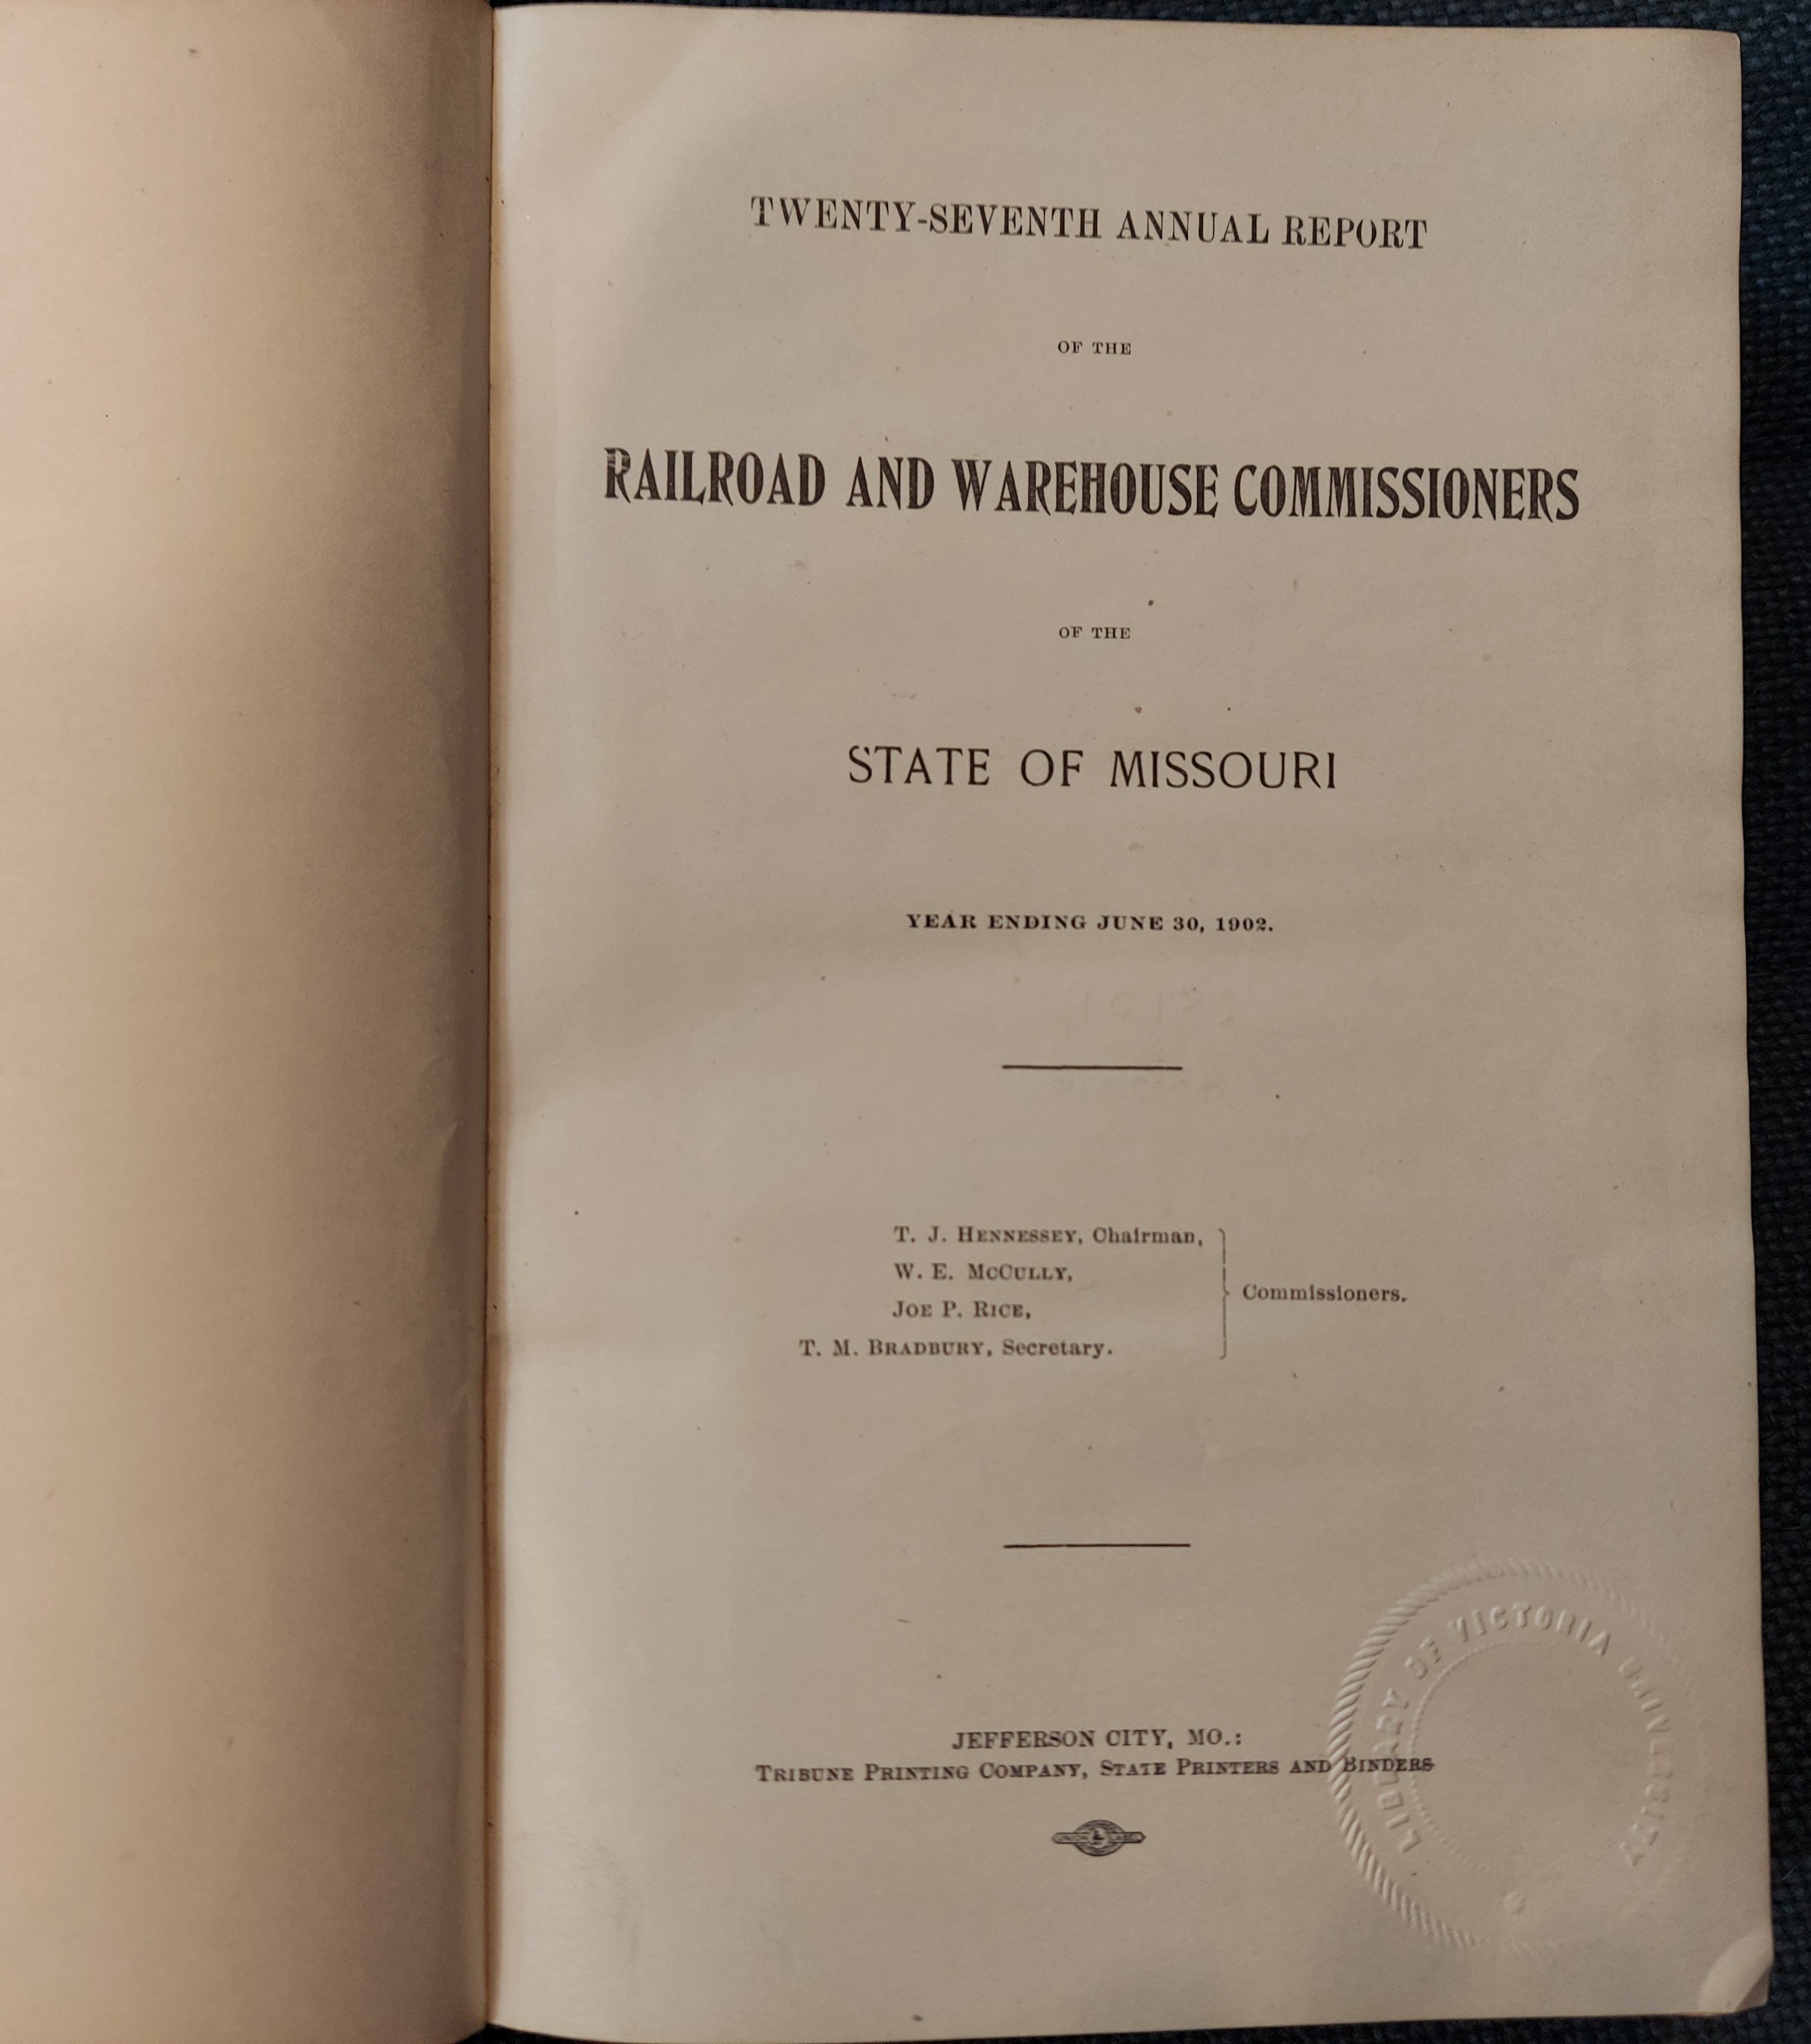 TWENTY-SEVENTH ANNUAL REPORT
OF THE
RAILROAD AND WAREHOUSE COMMISSIONERS
OF THE
STATE OF MISSOURI
YEAR ENDING JUNE 30, 1902.
T. J. HENNESSEY, Chairman,
W. E. MCCULLY,
JOE P. RICE,
T. M. BRADBURY, Secretary.
Commissioners.
JEFFERSON CITY, MO.:
TRIBUNE PRINTING COMPANY, STATE PRINTERS AND BINDERS
UNION LABEL
LIBRARY OF VICTORIA UNIVERSITY